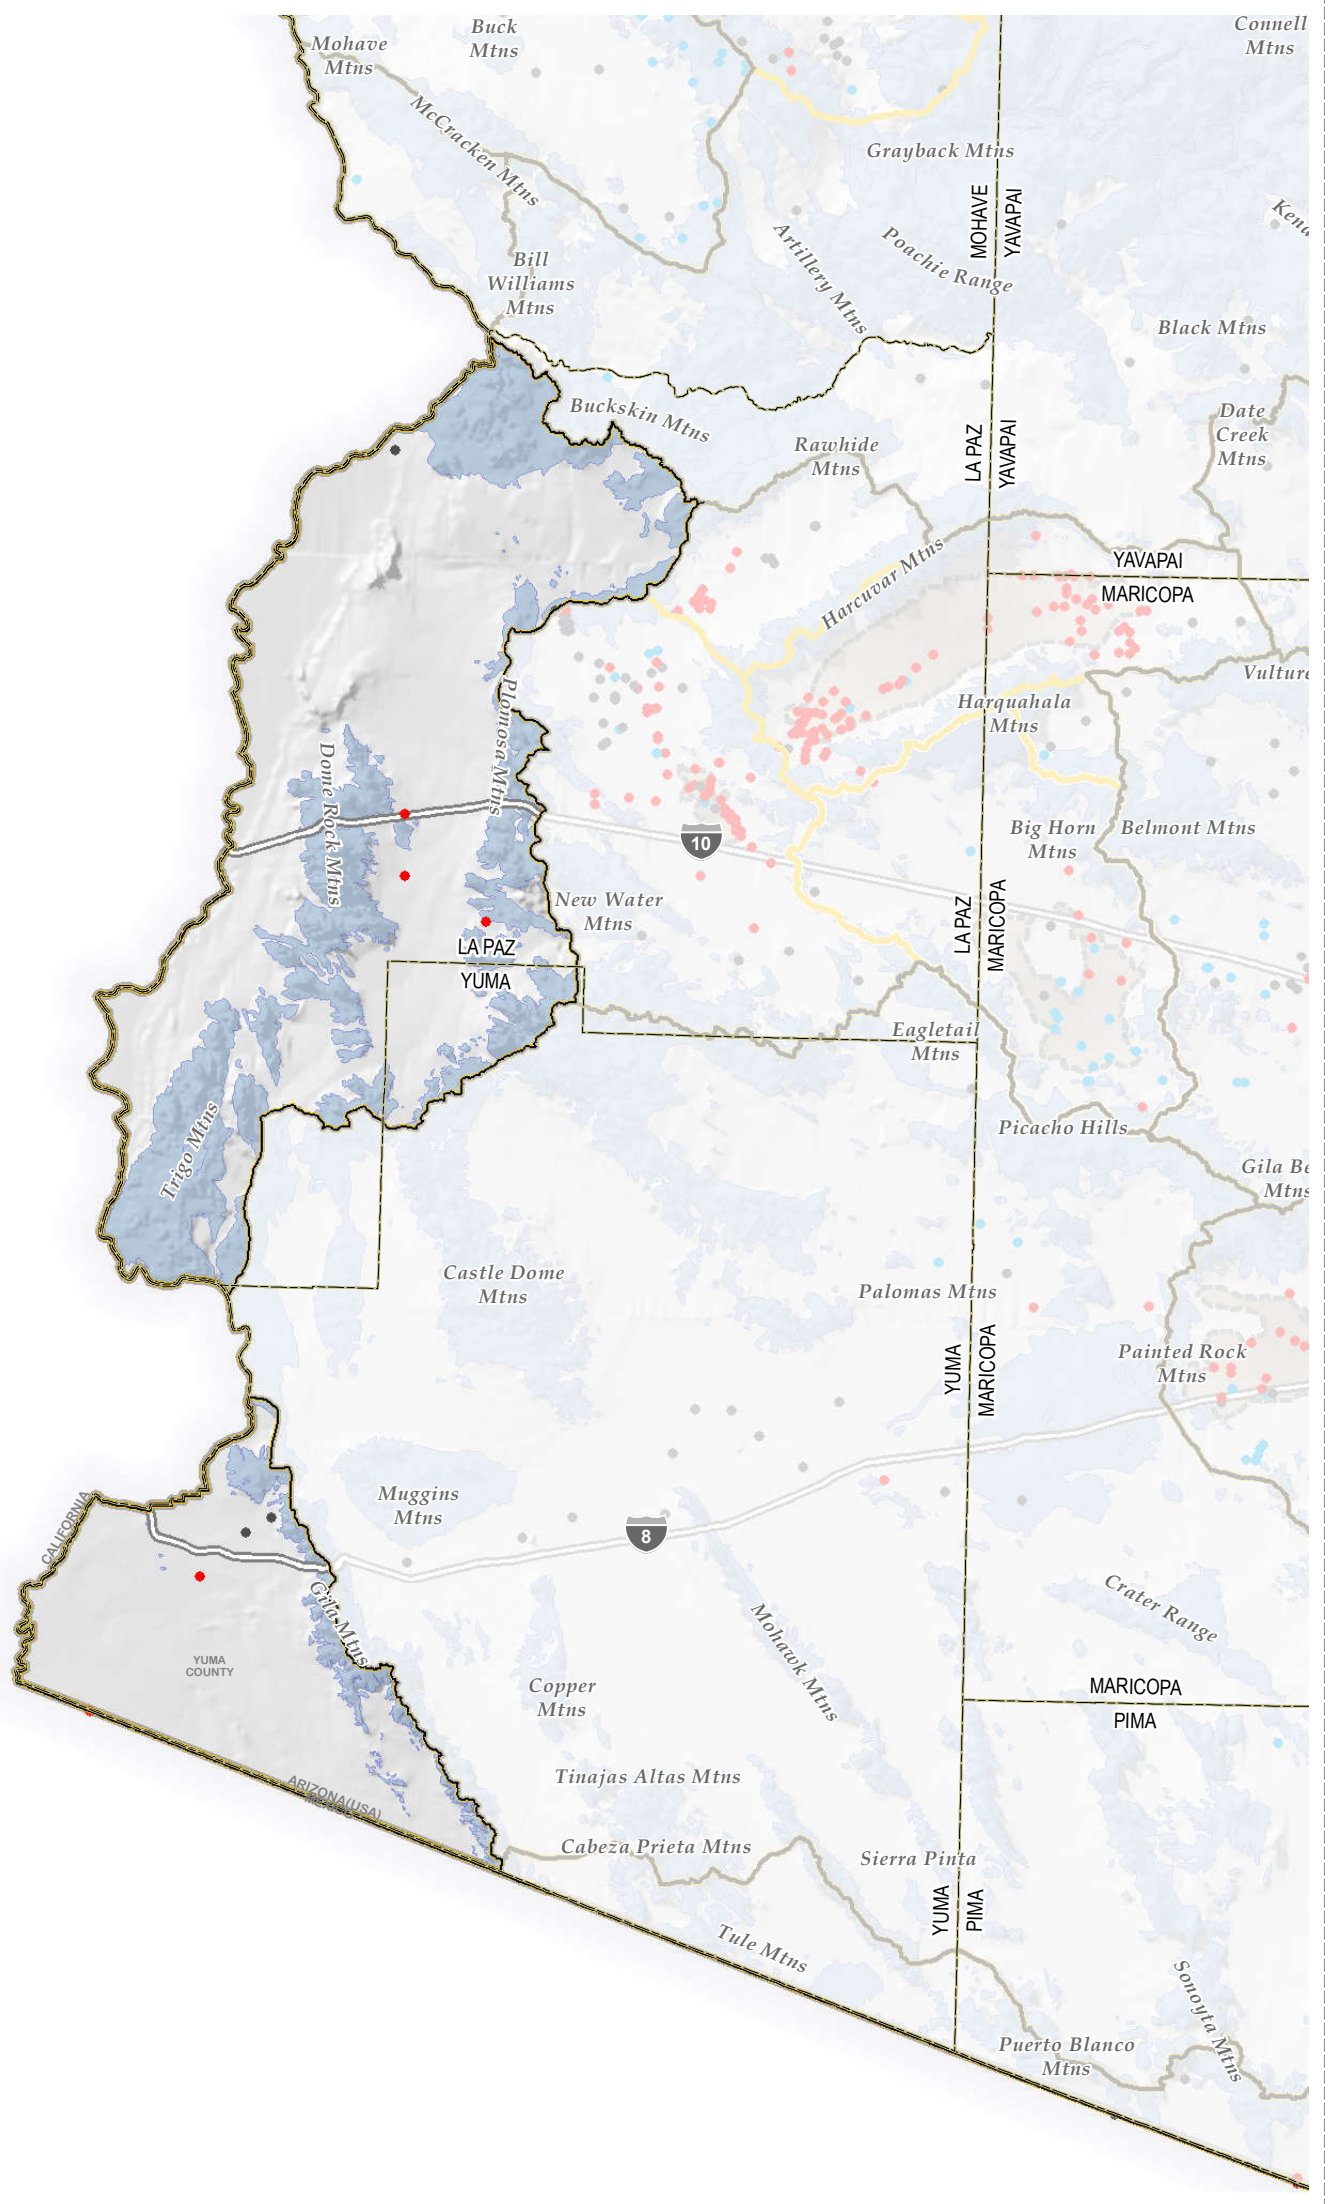 Buck
Mtns
Connell
Mtns
Mohave
Mtns
McCracken Mtns
Grayback Mtns
MOHAVE
YAVAPAI
Artillery Mtns
Poachie Range
Bill
Williams
Mtns
Black Mtns
Buckskin Mtns
Rawhide
Mtns
LA PAZ
YAVAPAI
Date
Creek
Mtns
Harcuvar Mtns
YAVAPAI
MARICOPA
Vulture
Plomosa Mtns
Harquahala
Mtns
Dome Rock Mtns
10
Big Horn
Mtns
Belmont Mtns
New Water
Mtns
LA PAZ
MARICOPA
LA PAZ
YUMA
Eagletail
Mtns
Trigo Mtns
Picacho Hills
Gila Be
Mtns
Castle Dome
Mtns
Palomas Mtns
YUMA
MARICOPA
Painted Rock
Mtns
Muggins
Mtns
8
CALIFORNIA
Gila Mtns
Mohawk Mtns
Crater Range
YUMA
COUNTY
Copper
Mtns
MARICOPA
PIMA
Tinajas Altas Mtns
ARIZONA(USA)
Cabeza Prieta Mtns
Sierra Pinta
YUMA
PIMA
Tule Mtns
Sonoyta Mtns
Puerto Blanco
Mtns